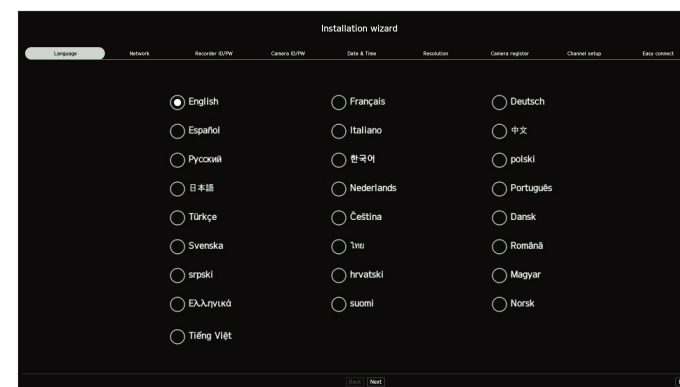 Installation wizard
Language Network Recorder ID/PW Camera ID/PW Date & Time Resolution Camera register Channel setup Easy connect
English Français Deutsch
Español Italiano 中文
Русский 한국어 polski
日本語 Nederlands Português
Türkçe Čeština Dansk
Svenska ไทย Română
srpski hrvatski Magyar
Ελληνικά suomi Norsk
Tiếng Việt
Back Next